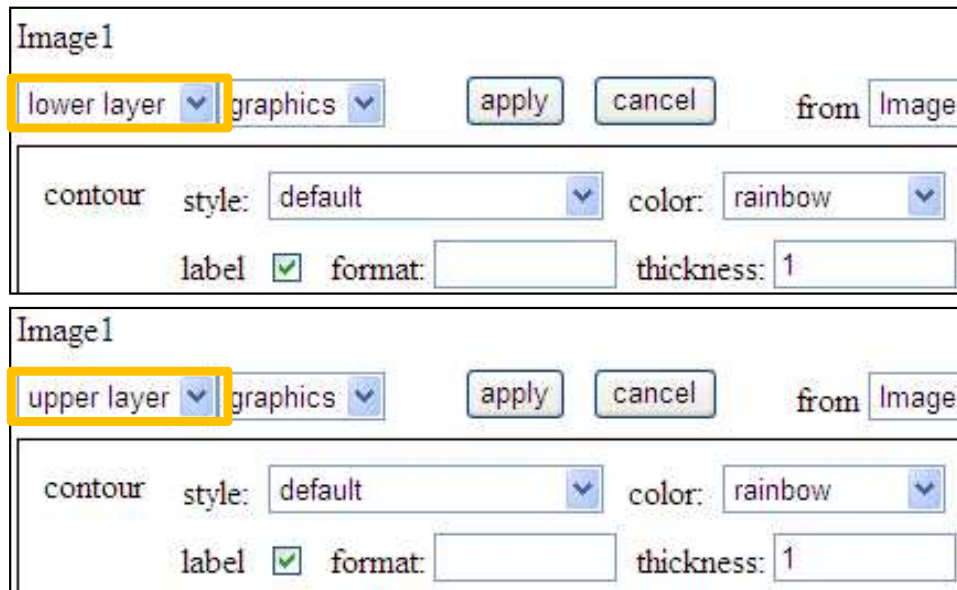 Image1
lower layer graphics apply cancel from Image
contour style: default color: rainbow
label format: thickness: 1
Image1
upper layer graphics apply cancel from Image
contour style: default color: rainbow
label format: thickness: 1